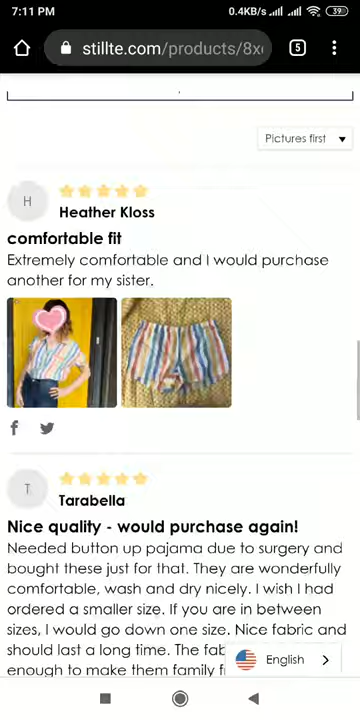 7:11 PM
0.4KB/s
39
stillte.com/products/8x
5
Pictures first
H
Heather Kloss
comfortable fit
Extremely comfortable and I would purchase
another for my sister.
T
Tarabella
Nice quality - would purchase again!
Needed button up pajama due to surgery and
bought these just for that. They are wonderfully
comfortable, wash and dry nicely. I wish I had
ordered a smaller size. If you are in between
sizes, I would go down one size. Nice fabric and
should last a long time. The fab
enough to make them family f
English